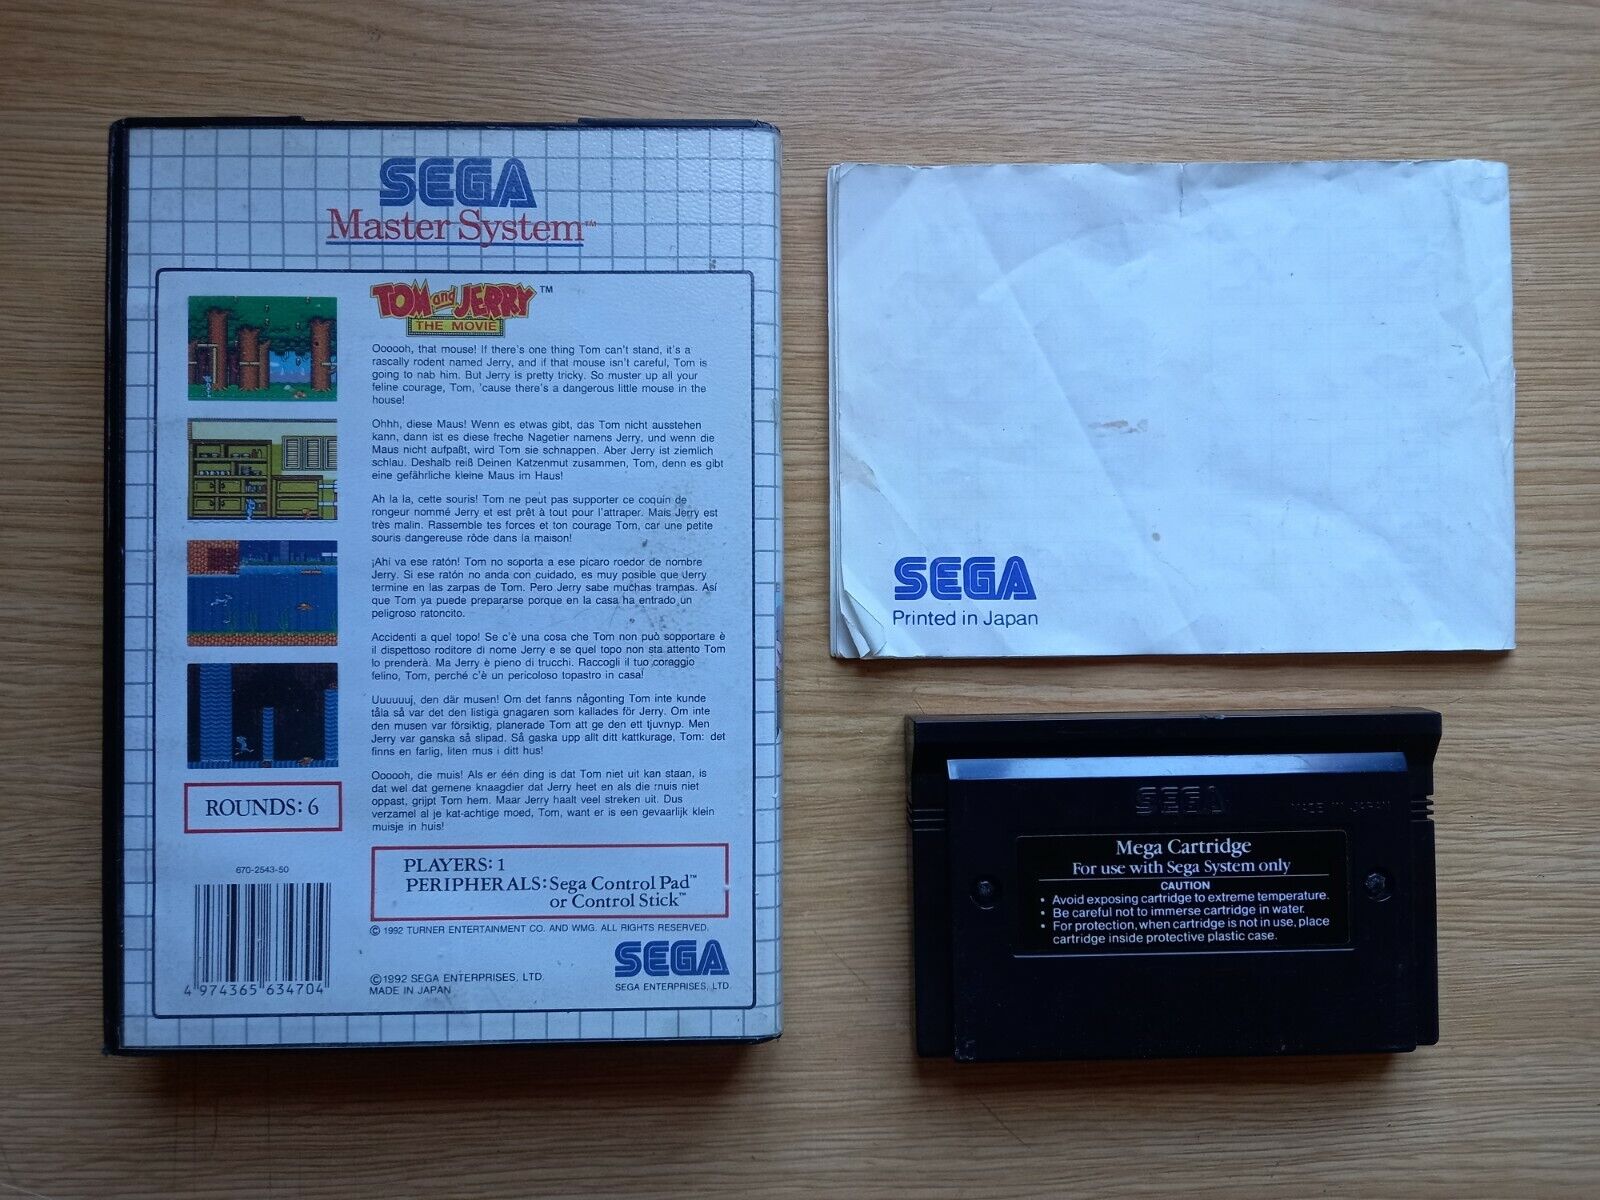 SEGA
Master System™
TOM and JERRY™
THE MOVIE
Oooooh, that mouse! If there's one thing Tom can't stand, it's a
rascally rodent named Jerry, and if that mouse isn't careful, Tom is
going to nab him. But Jerry is pretty tricky. So muster up all your
feline courage, Tom, 'cause there's a dangerous little mouse in the
house!
Ohhh, diese Maus! Wenn es etwas gibt, das Tom nicht ausstehen
kann, dann ist es diese freche Nagetier namens Jerry, und wenn die
Maus nicht aufpaßt, wird Tom sie schnappen. Aber Jerry ist ziemlich
schlau. Deshalb reiß Deinen Katzenmut zusammen, Tom, denn es gibt
eine gefährliche kleine Maus im Haus!
Ah la la, cette souris! Tom ne peut pas supporter ce coquin de
rongeur nommé Jerry et est prêt à tout pour l'attraper. Mais Jerry est
très malin. Rassemble tes forces et ton courage Tom, car une petite
souris dangereuse rôde dans la maison!
¡Ahí va ese ratón! Tom no soporta a ese pícaro roedor de nombre
Jerry. Si ese ratón no anda con cuidado, es muy posible que Jerry
termine en las zarpas de Tom. Pero Jerry sabe muchas trampas. Así
que Tom ya puede prepararse porque en la casa ha entrado un
peligroso ratoncito.
Accidenti a quel topo! Se c'è una cosa che Tom non può sopportare è
il dispettoso roditore di nome Jerry e se quel topo non sta attento Tom
lo prenderà. Ma Jerry è pieno di trucchi. Raccogli il tuo coraggio
felino, Tom, perché c'è un pericoloso topastro in casa!
Uuuuuuj, den där musen! Om det fanns någonting Tom inte kunde
tåla så var det den listiga gnagaren som kallades för Jerry. Om inte
den musen var försiktig, planerade Tom att ge den ett tjuvnyp. Men
Jerry var ganska så slipad. Så gaska upp allt ditt kattkurage, Tom: det
finns en farlig, liten mus i ditt hus!
Oooooh, die muis! Als er één ding is dat Tom niet uit kan staan, is
dat wel dat gemene knaagdier dat Jerry heet en als die muis niet
oppast, grijpt Tom hem. Maar Jerry haalt veel streken uit. Dus
verzamel al je kat-achtige moed, Tom, want er is een gevaarlijk klein
muisje in huis!
ROUNDS: 6
670-2543-50
4 974365 634704
PLAYERS: 1
PERIPHERALS: Sega Control Pad™
or Control Stick™
© 1992 TURNER ENTERTAINMENT CO. AND WMG. ALL RIGHTS RESERVED.
© 1992 SEGA ENTERPRISES, LTD.
MADE IN JAPAN
SEGA
SEGA ENTERPRISES, LTD.
SEGA
Printed in Japan
SEGA
MADE IN JAPAN
Mega Cartridge
For use with Sega System only
CAUTION
• Avoid exposing cartridge to extreme temperature.
• Be careful not to immerse cartridge in water.
• For protection, when cartridge is not in use, place
cartridge inside protective plastic case.